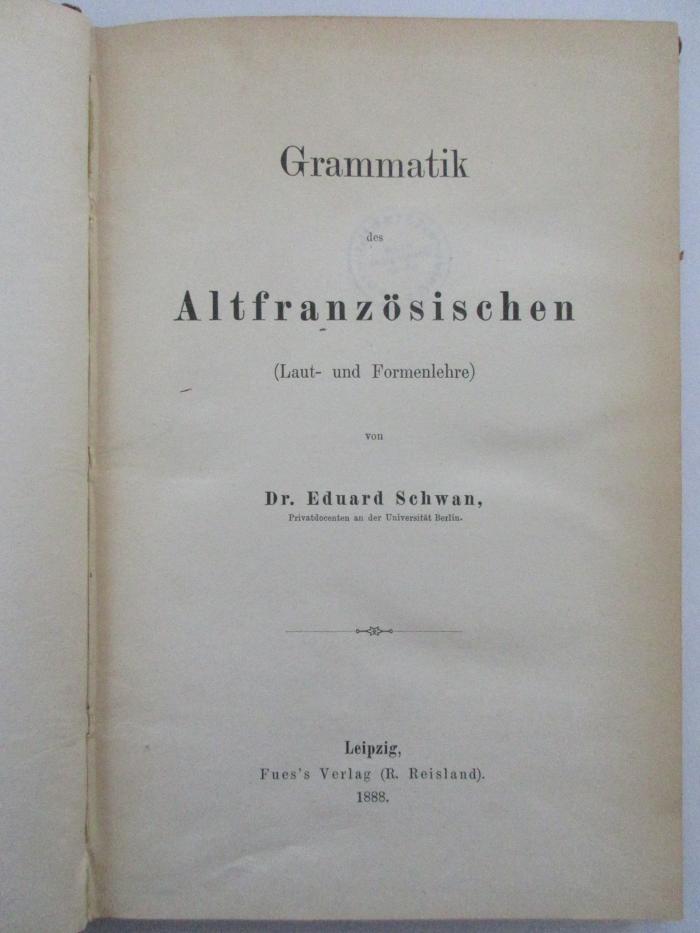 Grammatik
des
Altfranzösischen
(Laut- und Formenlehre)
von
Dr. Eduard Schwan,
Privatdocenten an der Universität Berlin.
Leipzig,
Fues's Verlag (R. Reisland).
1888.